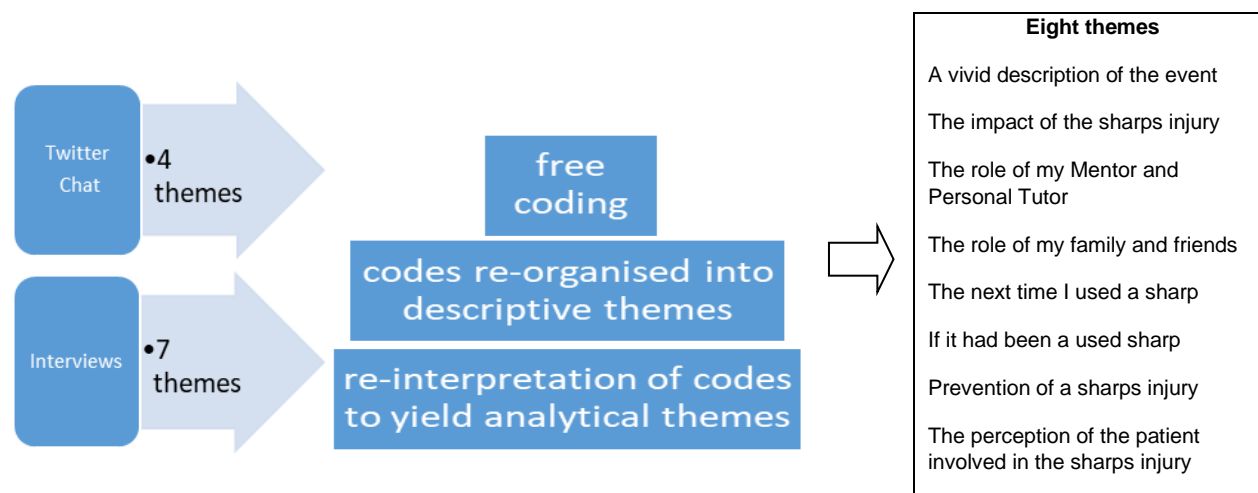 Twitter
Chat
•4
themes
Interviews
•7
themes
free
coding
codes re-organised into
descriptive themes
re-interpretation of codes
to yield analytical themes
Eight themes
A vivid description of the event
The impact of the sharps injury
The role of my Mentor and
Personal Tutor
The role of my family and friends
The next time I used a sharp
If it had been a used sharp
Prevention of a sharps injury
The perception of the patient
involved in the sharps injury